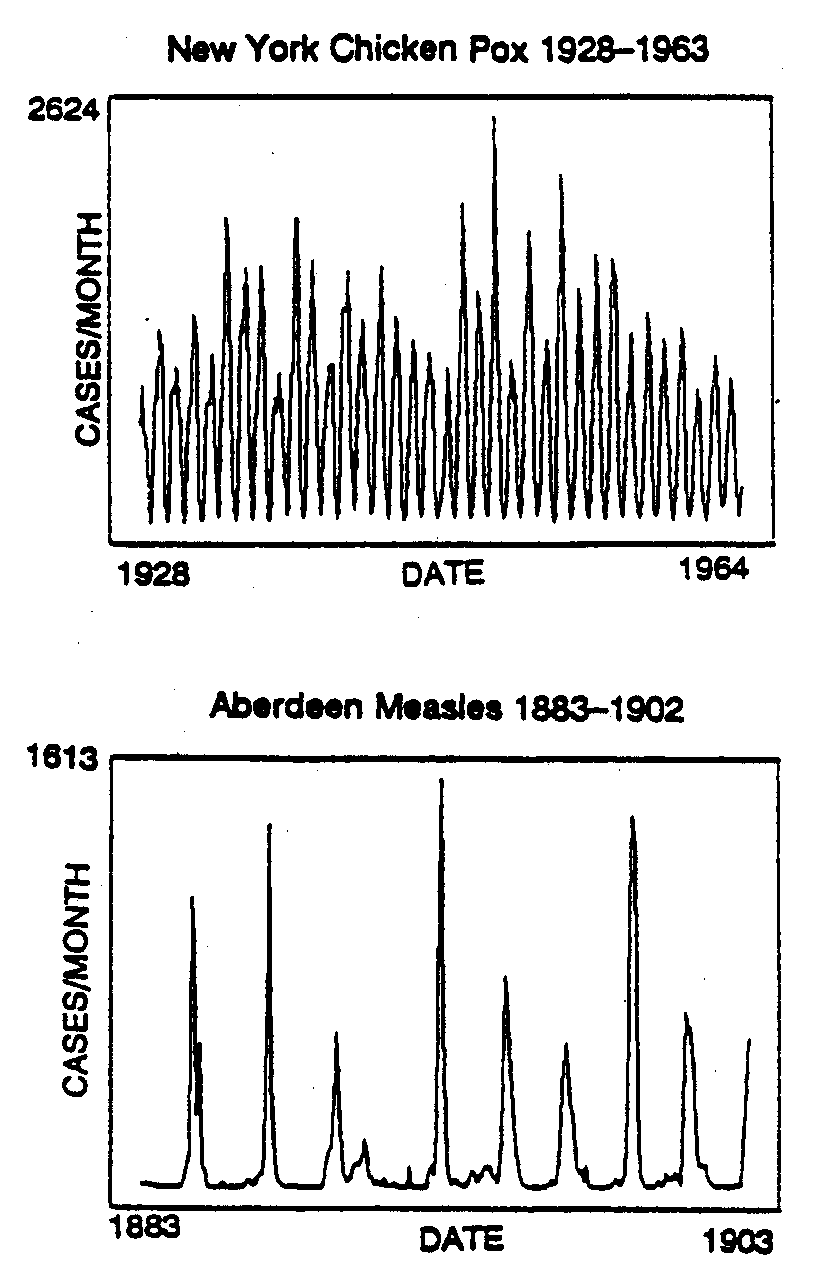 New York Chicken Pox 1928–1963
2624
CASES/MONTH
1928 DATE 1964
Aberdeen Measles 1883–1902
1613
CASES/MONTH
1883 DATE 1903